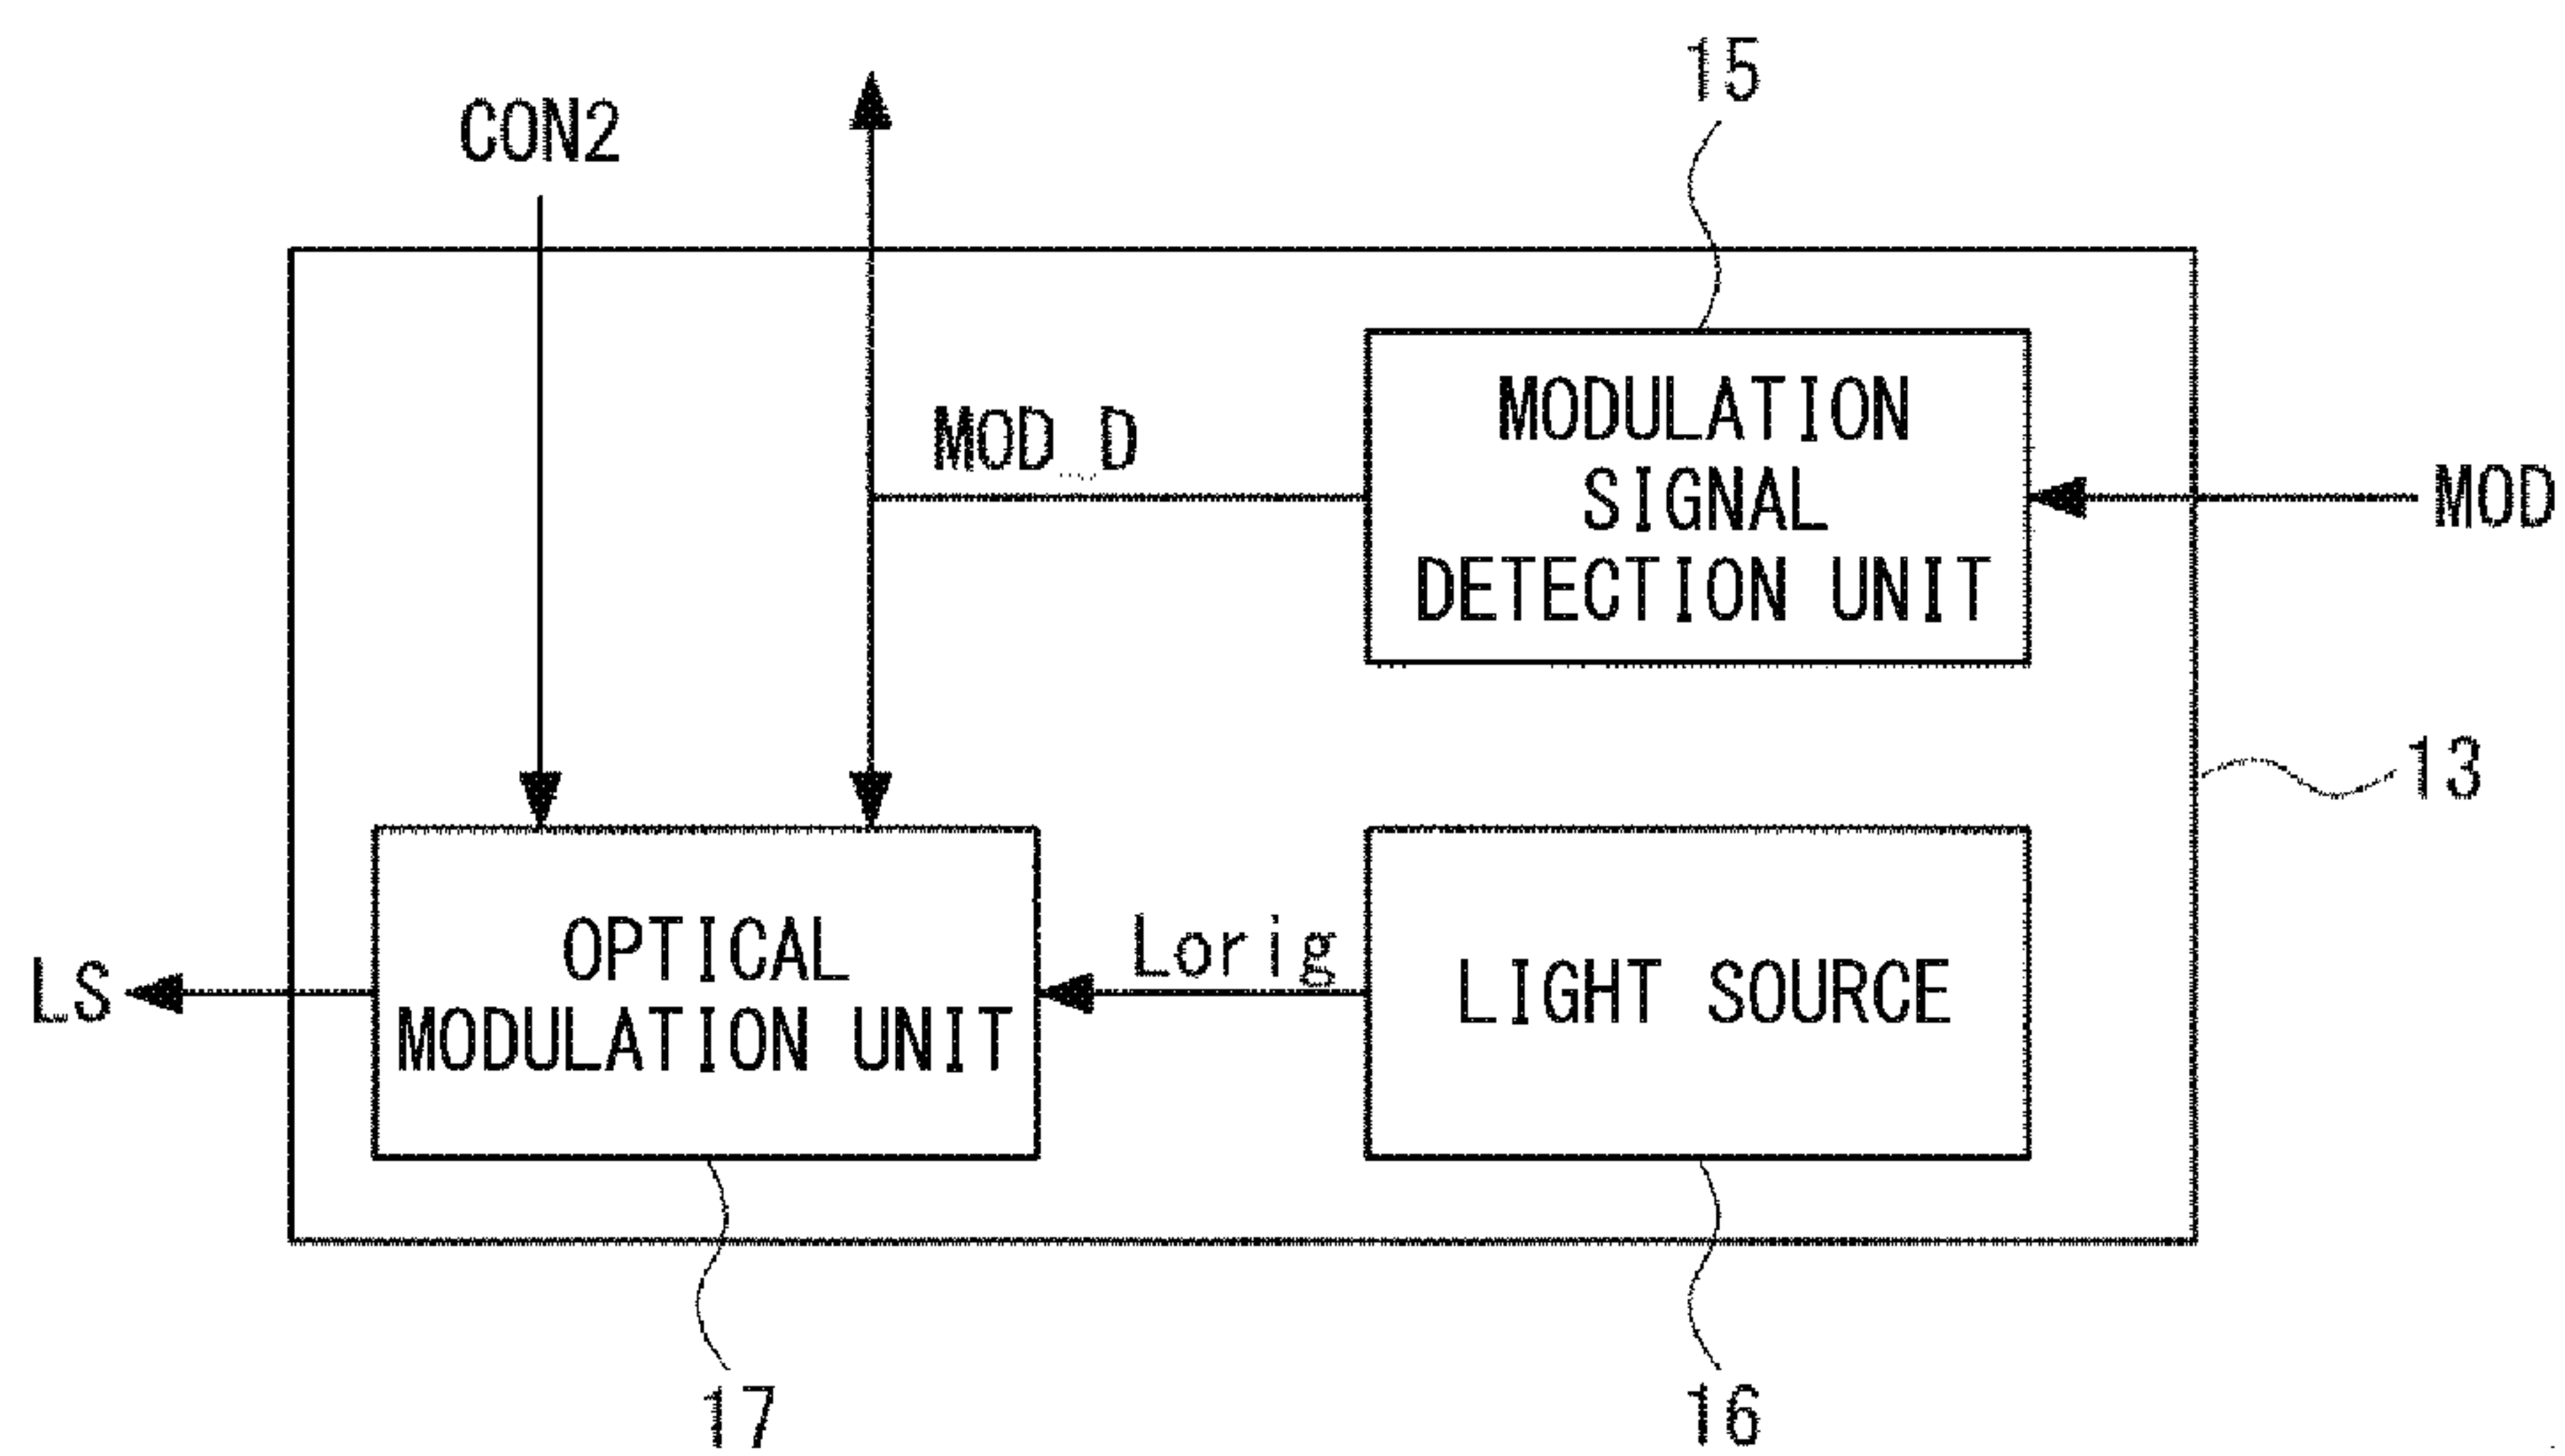 15
CON2
MOD_D
MODULATION
SIGNAL
DETECTION UNIT
MOD
13
LS
OPTICAL
MODULATION UNIT
Lorig
LIGHT SOURCE
17
16